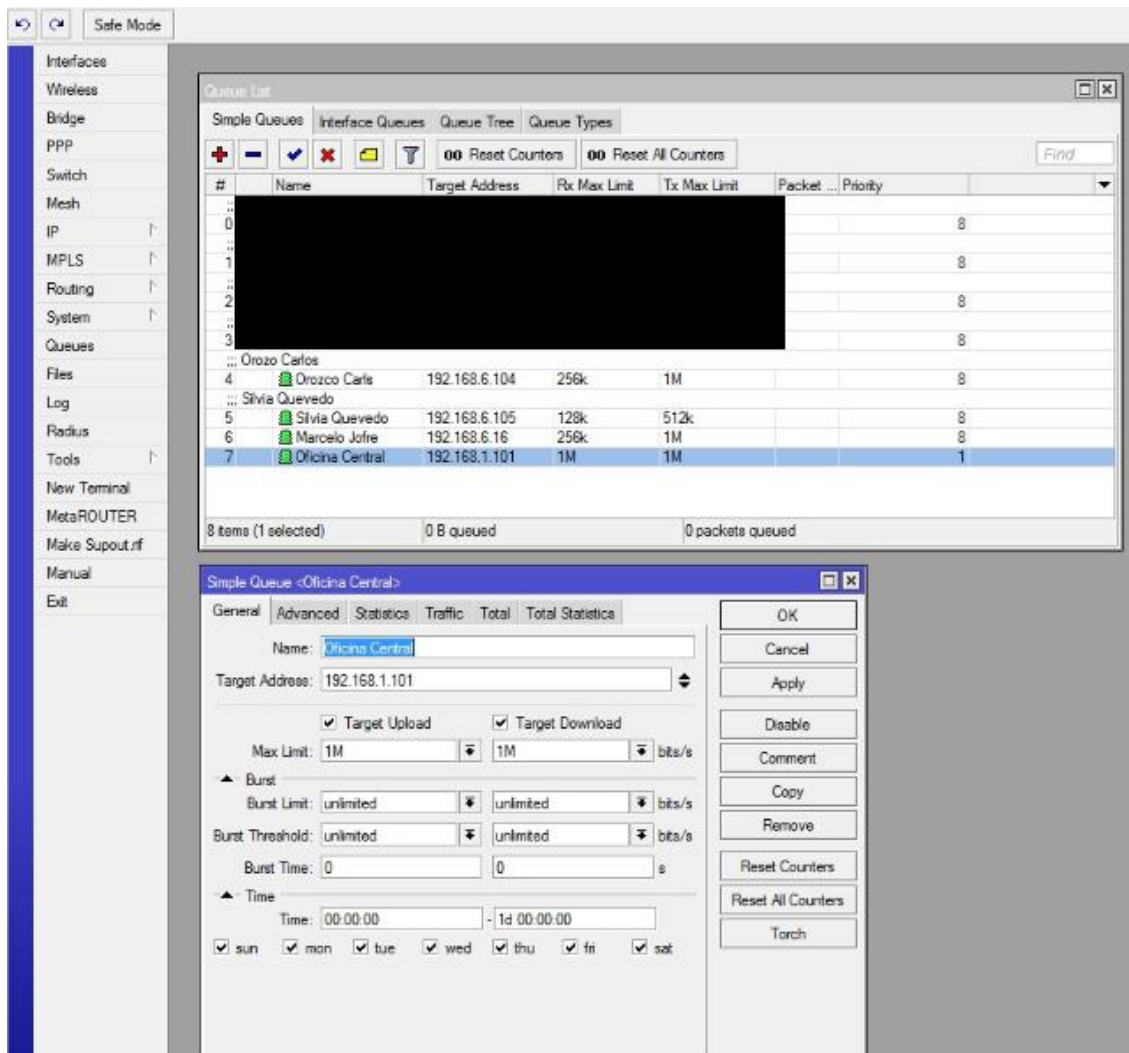 Safe Mode
Interfaces
Wireless
Bridge
PPP
Switch
Mesh
IP
MPLS
Routing
System
Queues
Files
Log
Radius
Tools
New Terminal
MetaROUTER
Make Supout.rif
Manual
Exit
Queue List
Simple Queues Interface Queues Queue Tree Queue Types
00 Reset Counters 00 Reset All Counters Find
# Name Target Address Rx Max Limit Tx Max Limit Packet ... Priority
;;;
0 8
;;;
1 8
;;;
2 8
;;;
3 8
;;; Orozo Carlos
4 Orozco Carls 192.168.6.104 256k 1M 8
;;; Silvia Quevedo
5 Silvia Quevedo 192.168.6.105 128k 512k 8
6 Marcelo Jofre 192.168.6.16 256k 1M 8
7 Oficina Central 192.168.1.101 1M 1M 1
8 items (1 selected) 0 B queued 0 packets queued
Simple Queue <Oficina Central>
General Advanced Statistics Traffic Total Total Statistics
Name: Oficina Central
Target Address: 192.168.1.101
Target Upload Target Download
Max Limit: 1M 1M bits/s
Burst
Burst Limit: unlimited unlimited bits/s
Burst Threshold: unlimited unlimited bits/s
Burst Time: 0 0 s
Time
Time: 00:00:00 - 1d 00:00:00
sun mon tue wed thu fri sat
OK
Cancel
Apply
Disable
Comment
Copy
Remove
Reset Counters
Reset All Counters
Torch